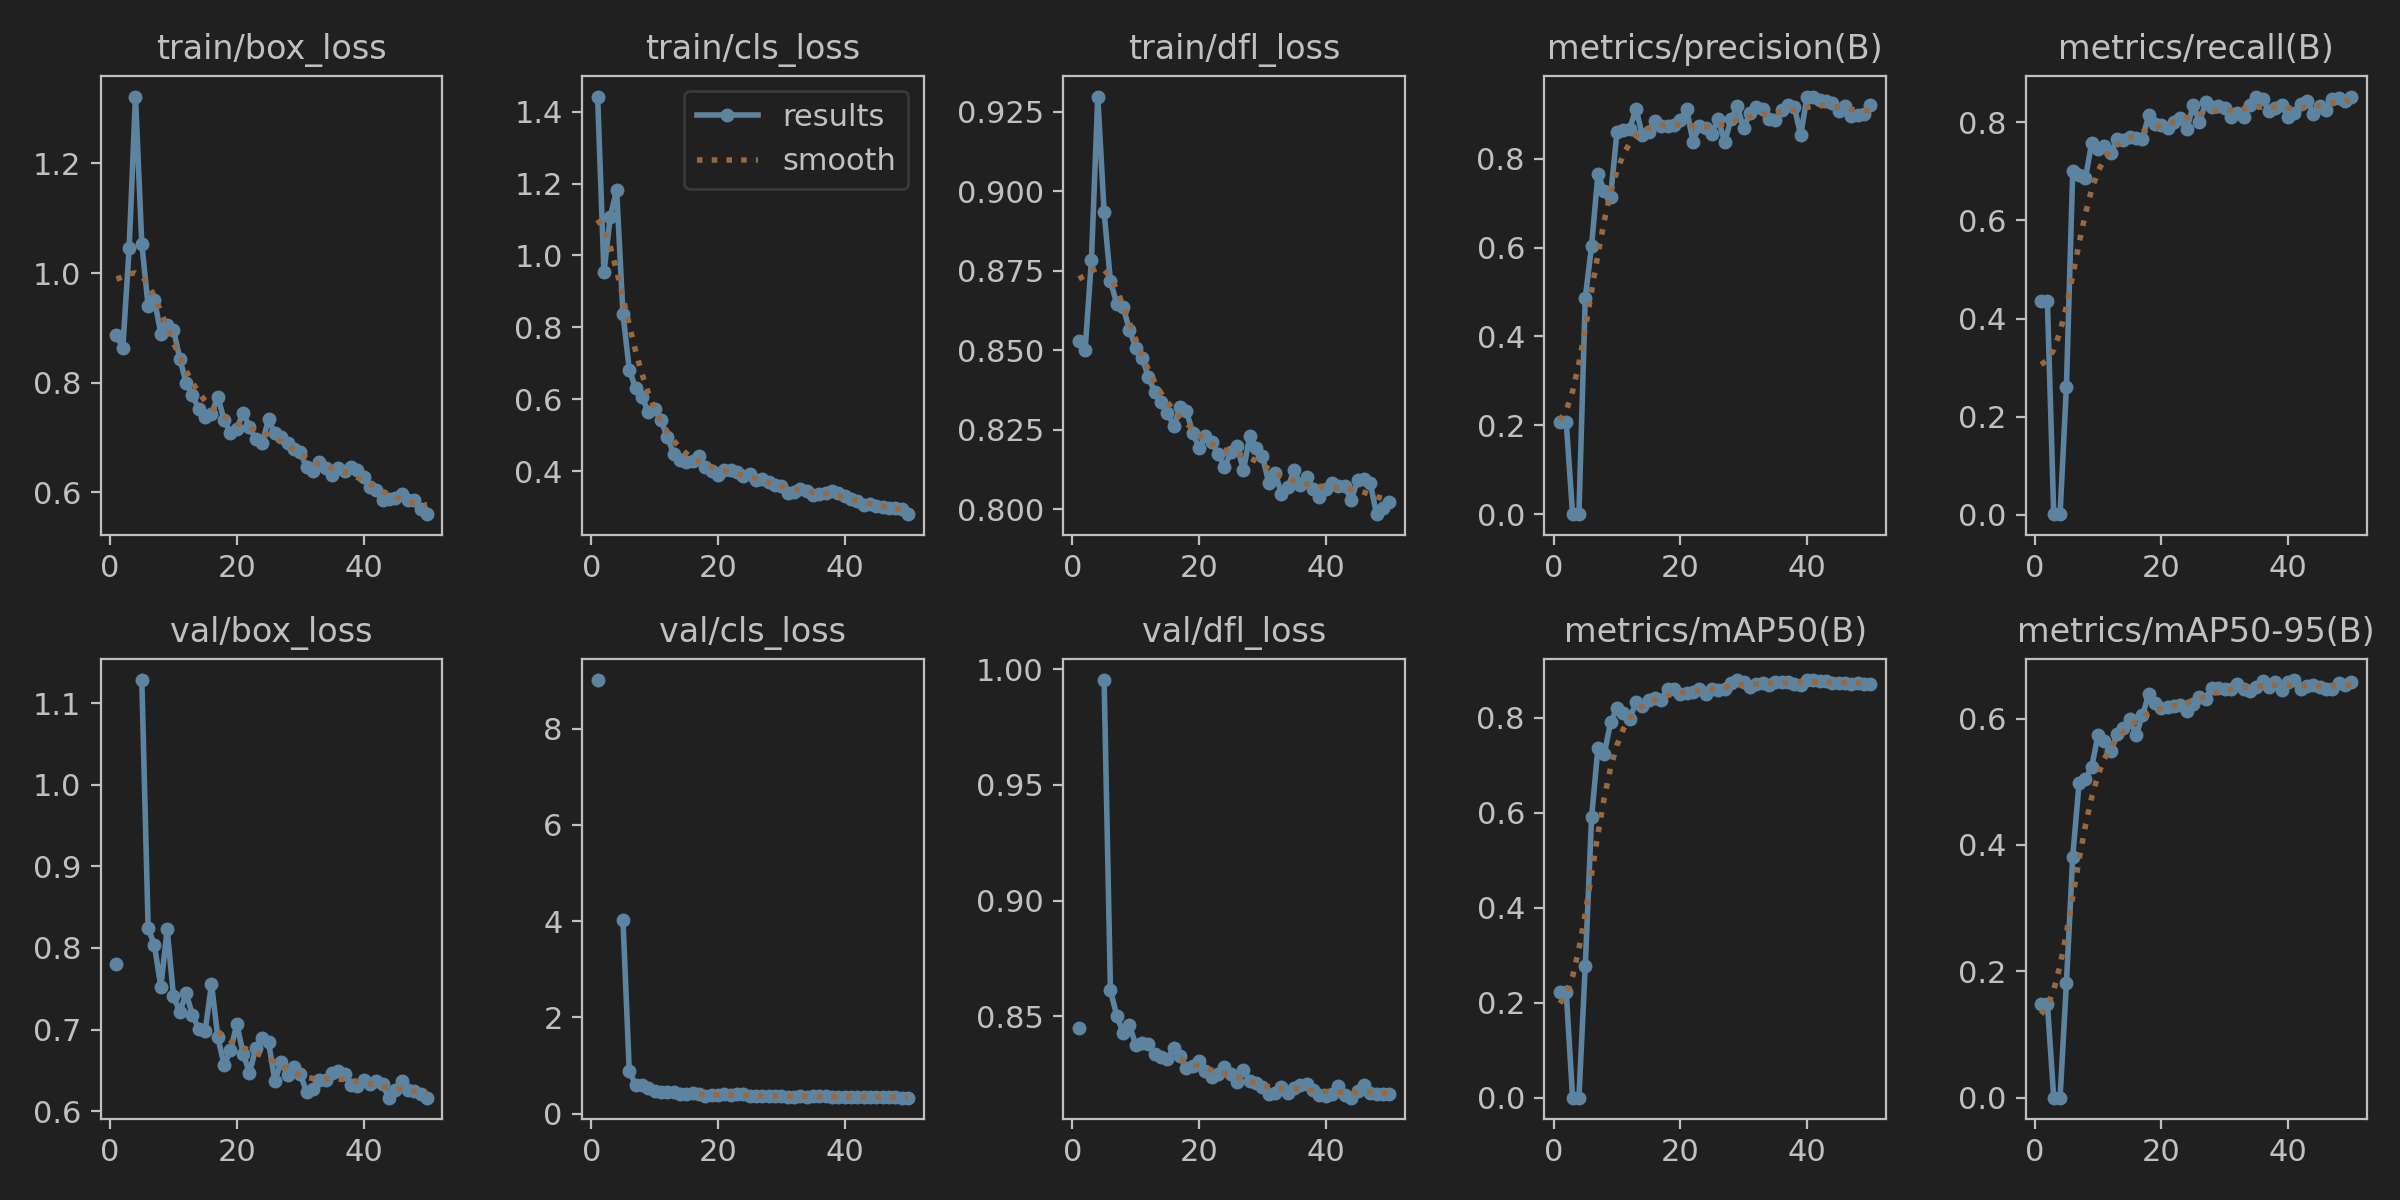 train/box_loss
train/cls_loss
train/dfl_loss
metrics/precision(B)
metrics/recall(B)
1.2
1.0
0.8
0.6
0 20 40
results
smooth
1.4
1.2
1.0
0.8
0.6
0.4
0 20 40
0.925
0.900
0.875
0.850
0.825
0.800
0 20 40
0.8
0.6
0.4
0.2
0.0
0 20 40
0.8
0.6
0.4
0.2
0.0
0 20 40
val/box_loss
val/cls_loss
val/dfl_loss
metrics/mAP50(B)
metrics/mAP50-95(B)
1.1
1.0
0.9
0.8
0.7
0.6
0 20 40
8
6
4
2
0
0 20 40
1.00
0.95
0.90
0.85
0 20 40
0.8
0.6
0.4
0.2
0.0
0 20 40
0.6
0.4
0.2
0.0
0 20 40